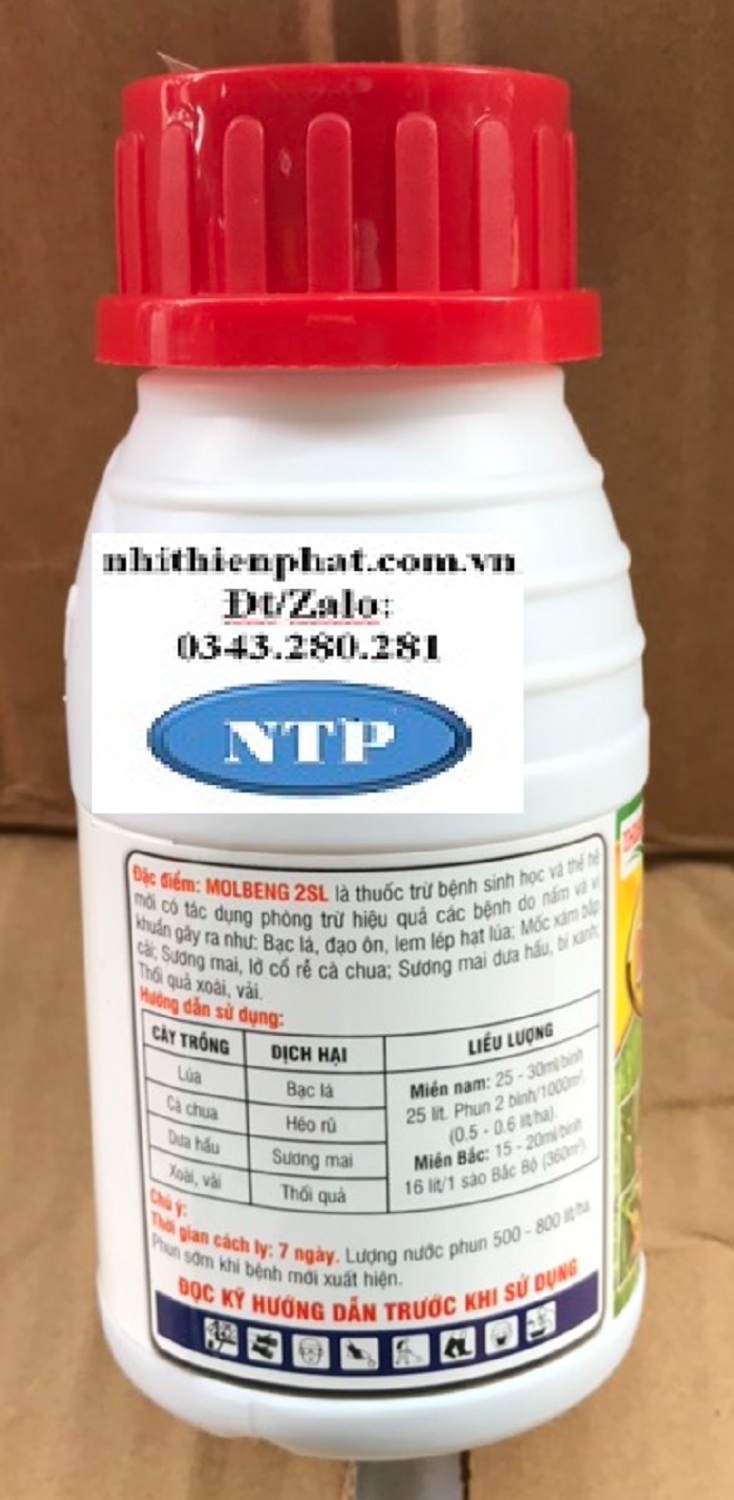 nhithienphat.com.vn
Đt/Zalo:
0343.280.281
NTP
Đặc điểm: MOLBENG 2SL là thuốc trừ bệnh sinh học và thế hệ
mới có tác dụng phòng trừ hiệu quả các bệnh do nấm và vi
khuẩn gây ra như: Bạc lá, đạo ôn, lem lép hạt lúa; Mốc xám bắp
cải; Sương mai, lở cổ rễ cà chua; Sương mai dưa hấu, bí xanh;
Thối quả xoài, vải.
Hướng dẫn sử dụng:
CÂY TRỒNG DỊCH HẠI LIỀU LƯỢNG
Lúa Bạc lá
Cà chua Héo rũ
Dưa hấu Sương mai
Xoài, vải Thối quả
Miền nam: 25 - 30ml/bình
25 lít. Phun 2 bình/1000m².
(0.5 - 0.6 lít/ha).
Miền Bắc: 15 - 20ml/bình
16 lít/1 sào Bắc Bộ (360m²).
Chú ý:
Thời gian cách ly: 7 ngày. Lượng nước phun 500 - 800 lít/ha.
Phun sớm khi bệnh mới xuất hiện.
ĐỌC KỸ HƯỚNG DẪN TRƯỚC KHI SỬ DỤNG